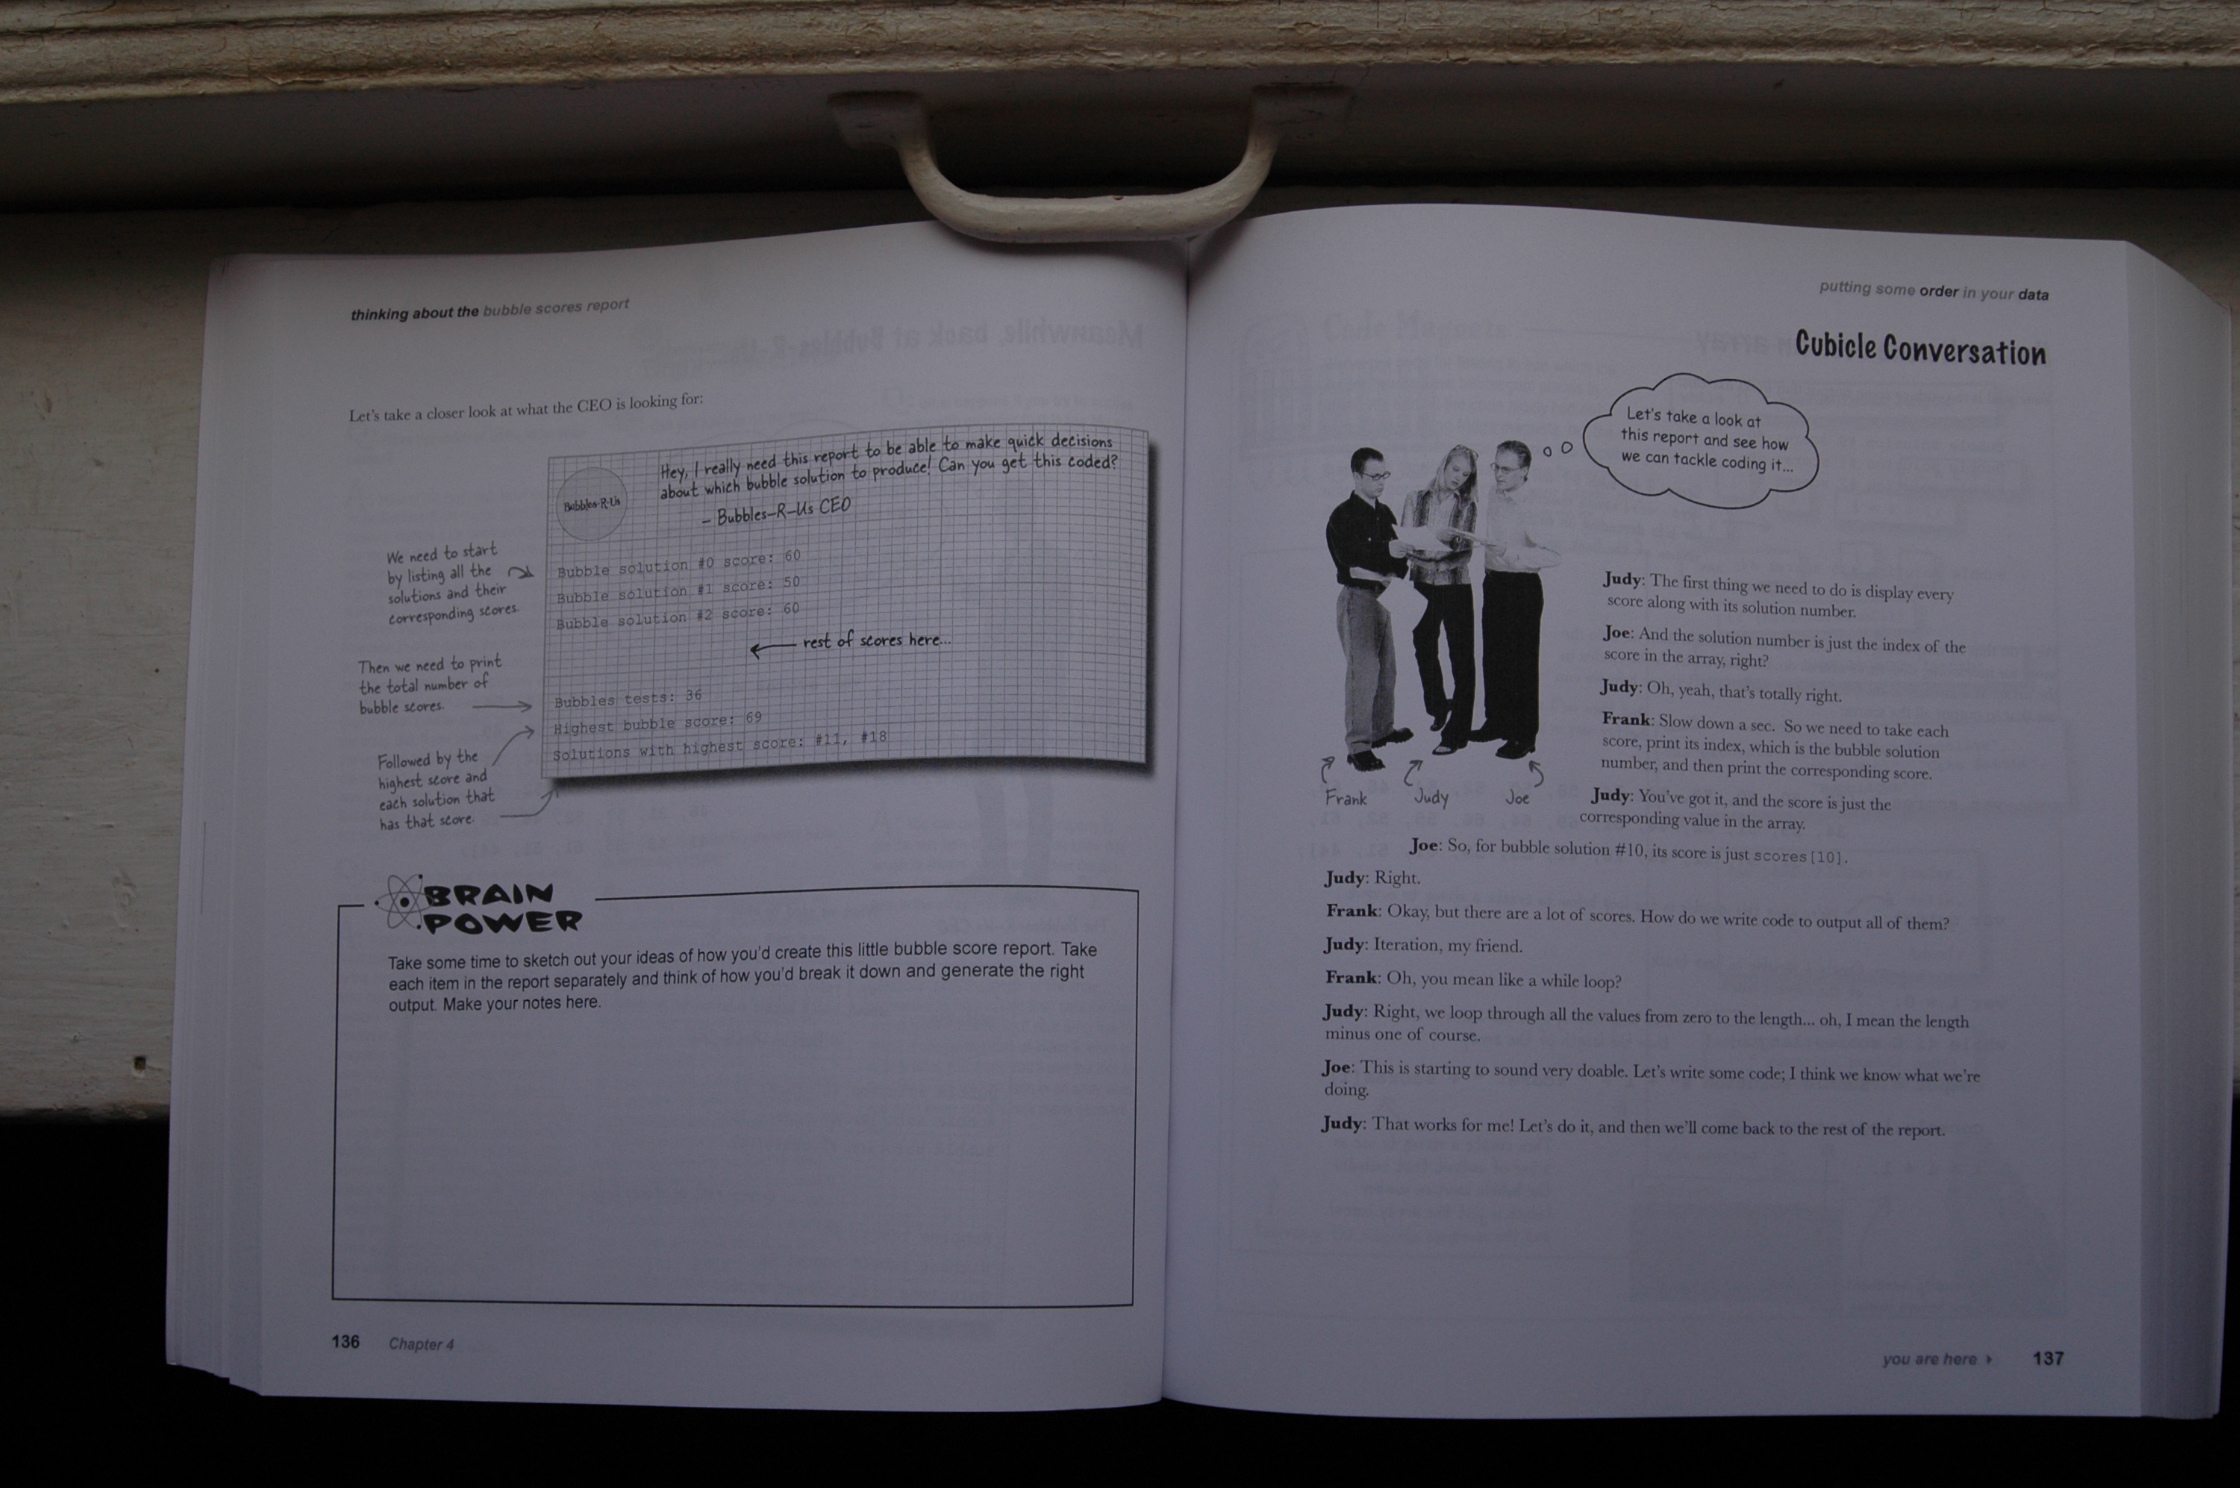 thinking about the bubble scores report
Let's take a closer look at what the CEO is looking for:
Bubbles-R-Us
Hey, I really need this report to be able to make quick decisions
about which bubble solution to produce! Can you get this coded?
– Bubbles–R–Us CEO
We need to start
by listing all the
solutions and their
corresponding scores.
Bubble solution #0 score: 60
Bubble solution #1 score: 50
Bubble solution #2 score: 60
rest of scores here...
Then we need to print
the total number of
bubble scores.
Bubbles tests: 36
Highest bubble score: 69
Solutions with highest score: #11, #18
Followed by the
highest score and
each solution that
has that score
BRAIN
POWER
Take some time to sketch out your ideas of how you'd create this little bubble score report. Take
each item in the report separately and think of how you'd break it down and generate the right
output. Make your notes here.
136 Chapter 4
putting some order in your data
Cubicle Conversation
Let's take a look at
this report and see how
we can tackle coding it...
Frank Judy Joe
Judy: The first thing we need to do is display every
score along with its solution number.
Joe: And the solution number is just the index of the
score in the array, right?
Judy: Oh, yeah, that's totally right.
Frank: Slow down a sec. So we need to take each
score, print its index, which is the bubble solution
number, and then print the corresponding score.
Judy: You've got it, and the score is just the
corresponding value in the array.
Joe: So, for bubble solution #10, its score is just scores[10].
Judy: Right.
Frank: Okay, but there are a lot of scores. How do we write code to output all of them?
Judy: Iteration, my friend.
Frank: Oh, you mean like a while loop?
Judy: Right, we loop through all the values from zero to the length... oh, I mean the length
minus one of course.
Joe: This is starting to sound very doable. Let's write some code; I think we know what we're
doing.
Judy: That works for me! Let's do it, and then we'll come back to the rest of the report.
you are here 137